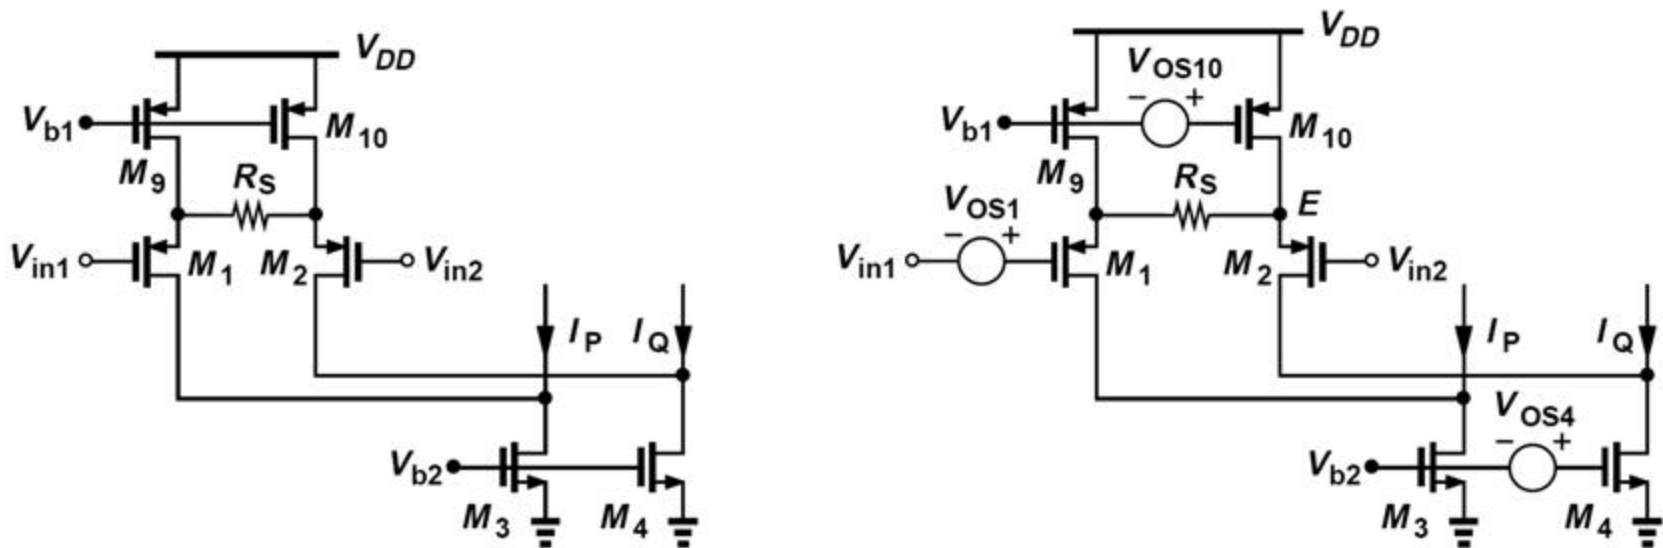 VDD
Vb1
M10
M9
RS
Vin1
M1
M2
Vin2
IP
IQ
Vb2
M3
M4
VDD
VOS10
− +
Vb1
M10
M9
RS
VOS1
E
− +
Vin1
M1
M2
Vin2
IP
IQ
VOS4
− +
Vb2
M3
M4